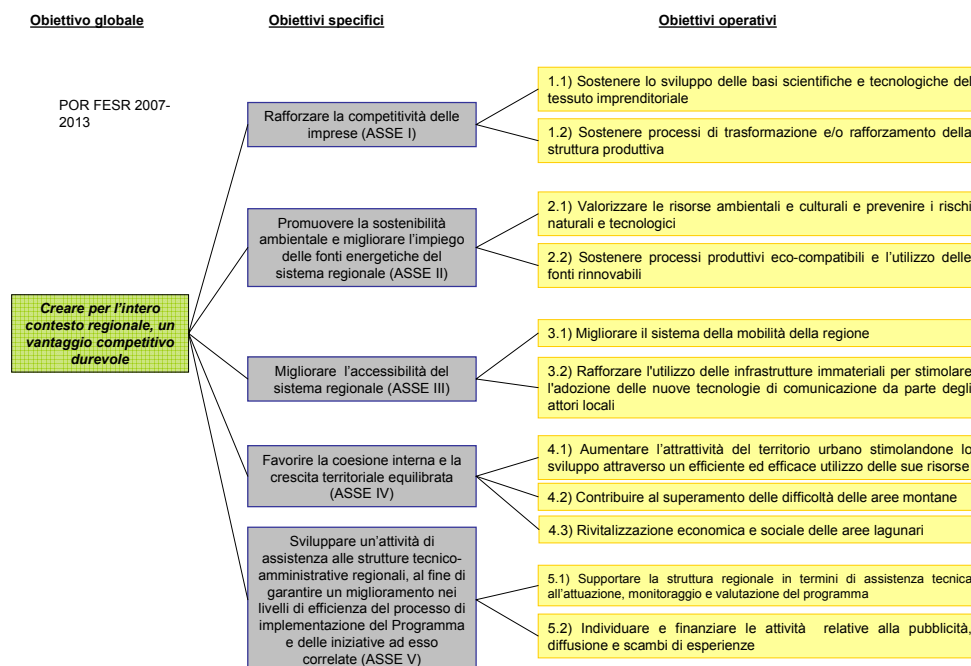 Obiettivo globale
Obiettivi specifici
Obiettivi operativi
POR FESR 2007-
2013
Creare per l'intero
contesto regionale, un
vantaggio competitivo
durevole
Rafforzare la competitività delle
imprese (ASSE I)
1.1) Sostenere lo sviluppo delle basi scientifiche e tecnologiche del
tessuto imprenditoriale
1.2) Sostenere processi di trasformazione e/o rafforzamento della
struttura produttiva
Promuovere la sostenibilità
ambientale e migliorare l'impiego
delle fonti energetiche del
sistema regionale (ASSE II)
2.1) Valorizzare le risorse ambientali e culturali e prevenire i rischi
naturali e tecnologici
2.2) Sostenere processi produttivi eco-compatibili e l'utilizzo delle
fonti rinnovabili
Migliorare l'accessibilità del
sistema regionale (ASSE III)
3.1) Migliorare il sistema della mobilità della regione
3.2) Rafforzare l'utilizzo delle infrastrutture immateriali per stimolare
l'adozione delle nuove tecnologie di comunicazione da parte degli
attori locali
Favorire la coesione interna e la
crescita territoriale equilibrata
(ASSE IV)
4.1) Aumentare l'attrattività del territorio urbano stimolandone lo
sviluppo attraverso un efficiente ed efficace utilizzo delle sue risorse
4.2) Contribuire al superamento delle difficoltà delle aree montane
4.3) Rivitalizzazione economica e sociale delle aree lagunari
Sviluppare un'attività di
assistenza alle strutture tecnico-
amministrative regionali, al fine di
garantire un miglioramento nei
livelli di efficienza del processo di
implementazione del Programma
e delle iniziative ad esso
correlate (ASSE V)
5.1) Supportare la struttura regionale in termini di assistenza tecnica
all'attuazione, monitoraggio e valutazione del programma
5.2) Individuare e finanziare le attività relative alla pubblicità,
diffusione e scambi di esperienze